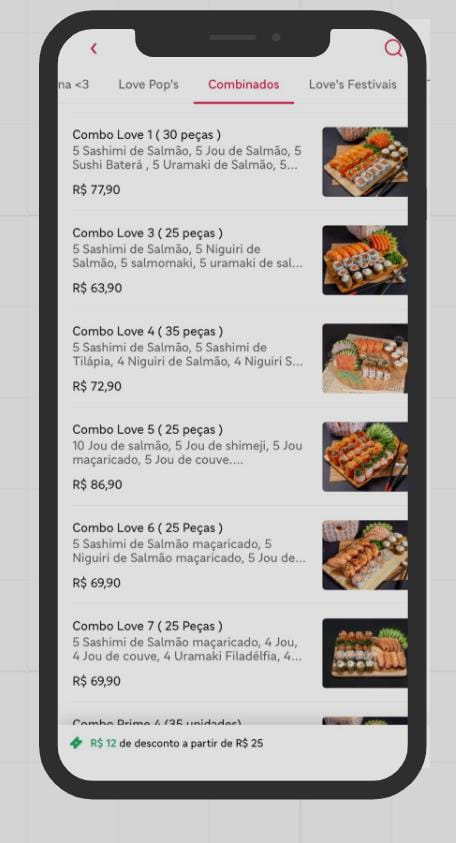 na <3 Love Pop's Combinados Love's Festivais
Combo Love 1 ( 30 peças )
5 Sashimi de Salmão, 5 Jou de Salmão, 5
Sushi Baterá , 5 Uramaki de Salmão, 5...
R$ 77,90
Combo Love 3 ( 25 peças )
5 Sashimi de Salmão, 5 Niguiri de
Salmão, 5 salmomaki, 5 uramaki de sal...
R$ 63,90
Combo Love 4 ( 35 peças )
5 Sashimi de Salmão, 5 Sashimi de
Tilápia, 4 Niguiri de Salmão, 4 Niguiri S...
R$ 72,90
Combo Love 5 ( 25 peças )
10 Jou de salmão, 5 Jou de shimeji, 5 Jou
maçaricado, 5 Jou de couve....
R$ 86,90
Combo Love 6 ( 25 Peças )
5 Sashimi de Salmão maçaricado, 5
Niguiri de Salmão maçaricado, 5 Jou de...
R$ 69,90
Combo Love 7 ( 25 Peças )
5 Sashimi de Salmão maçaricado, 4 Jou,
4 Jou de couve, 4 Uramaki Filadélfia, 4...
R$ 69,90
Combo Prime 4 (35 unidades)
R$ 12 de desconto a partir de R$ 25